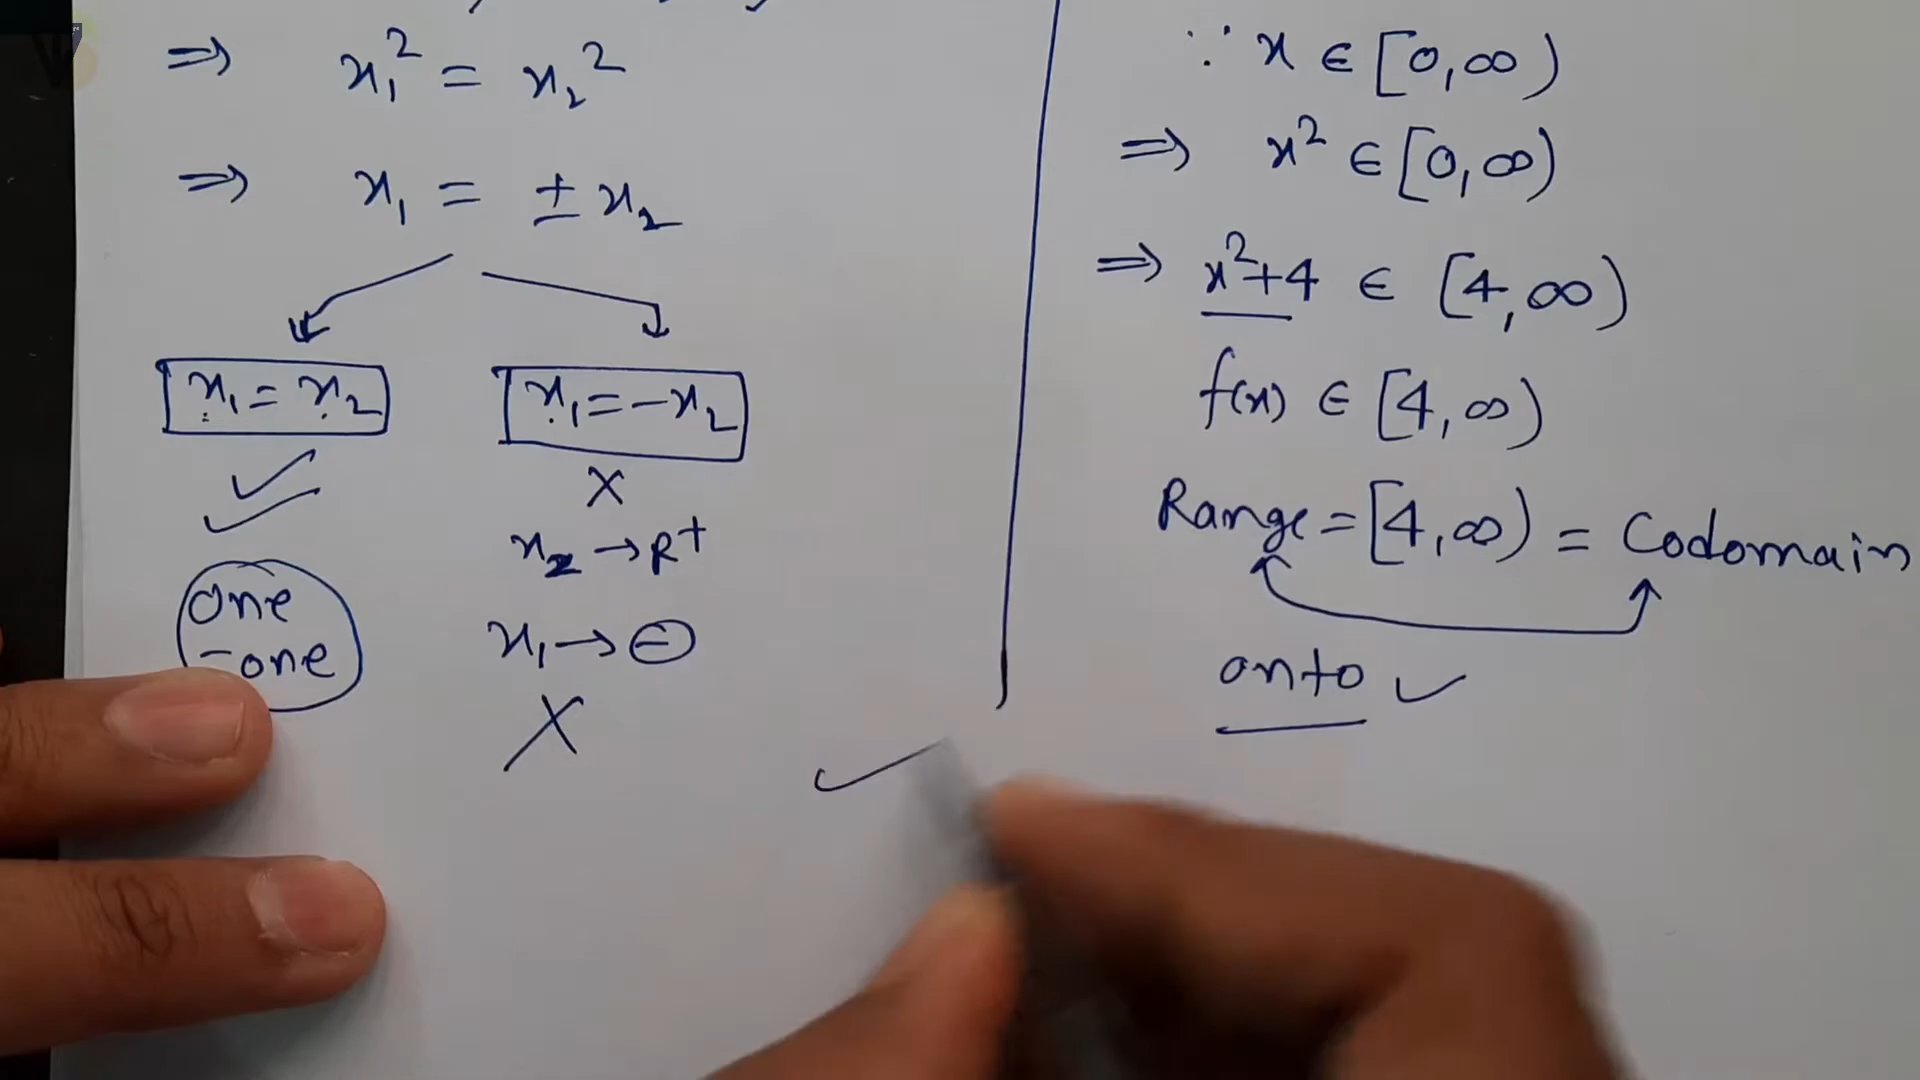 ⇒ x₁² = x₂²
⇒ x₁ = ± x₂
x₁ = x₂
x₁ = -x₂
✓
✓
X
x₂ → R⁺
one
-one
x₁ → ⊖
X
∵ x ∈ [0,∞)
⇒ x² ∈ [0,∞)
⇒ x²+4 ∈ [4,∞)
f(x) ∈ [4,∞)
Range = [4,∞) = Codomain
onto ✓
✓